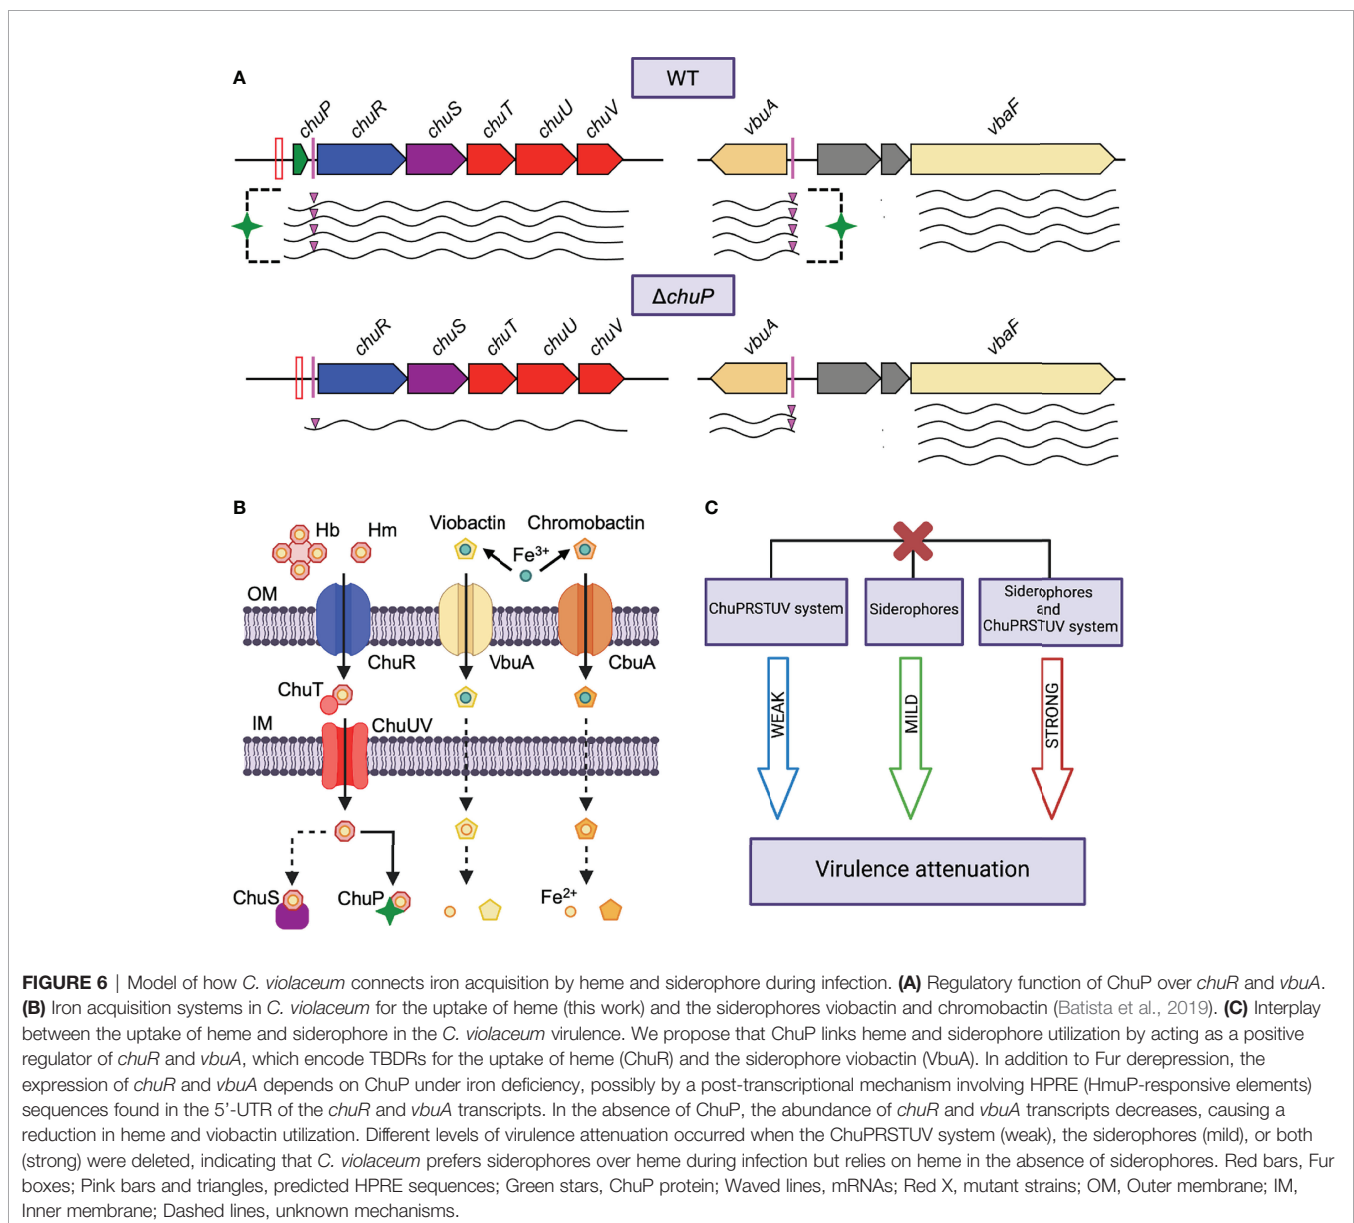 A
WT
chuP
chuR
chuS
chuT
chuU
chuV
vbuA
vbaF
ΔchuP
chuR
chuS
chuT
chuU
chuV
vbuA
vbaF
B
Hb
Hm
Viobactin
Chromobactin
Fe3+
OM
ChuR
VbuA
CbuA
ChuT
IM
ChuUV
ChuS
ChuP
Fe2+
C
ChuPRSTUV system
Siderophores
Siderophores
and
ChuPRSTUV system
WEAK
MILD
STRONG
Virulence attenuation
FIGURE 6 | Model of how C. violaceum connects iron acquisition by heme and siderophore during infection. (A) Regulatory function of ChuP over chuR and vbuA.
(B) Iron acquisition systems in C. violaceum for the uptake of heme (this work) and the siderophores viobactin and chromobactin (Batista et al., 2019). (C) Interplay
between the uptake of heme and siderophore in the C. violaceum virulence. We propose that ChuP links heme and siderophore utilization by acting as a positive
regulator of chuR and vbuA, which encode TBDRs for the uptake of heme (ChuR) and the siderophore viobactin (VbuA). In addition to Fur derepression, the
expression of chuR and vbuA depends on ChuP under iron deficiency, possibly by a post-transcriptional mechanism involving HPRE (HmuP-responsive elements)
sequences found in the 5’-UTR of the chuR and vbuA transcripts. In the absence of ChuP, the abundance of chuR and vbuA transcripts decreases, causing a
reduction in heme and viobactin utilization. Different levels of virulence attenuation occurred when the ChuPRSTUV system (weak), the siderophores (mild), or both
(strong) were deleted, indicating that C. violaceum prefers siderophores over heme during infection but relies on heme in the absence of siderophores. Red bars, Fur
boxes; Pink bars and triangles, predicted HPRE sequences; Green stars, ChuP protein; Waved lines, mRNAs; Red X, mutant strains; OM, Outer membrane; IM,
Inner membrane; Dashed lines, unknown mechanisms.